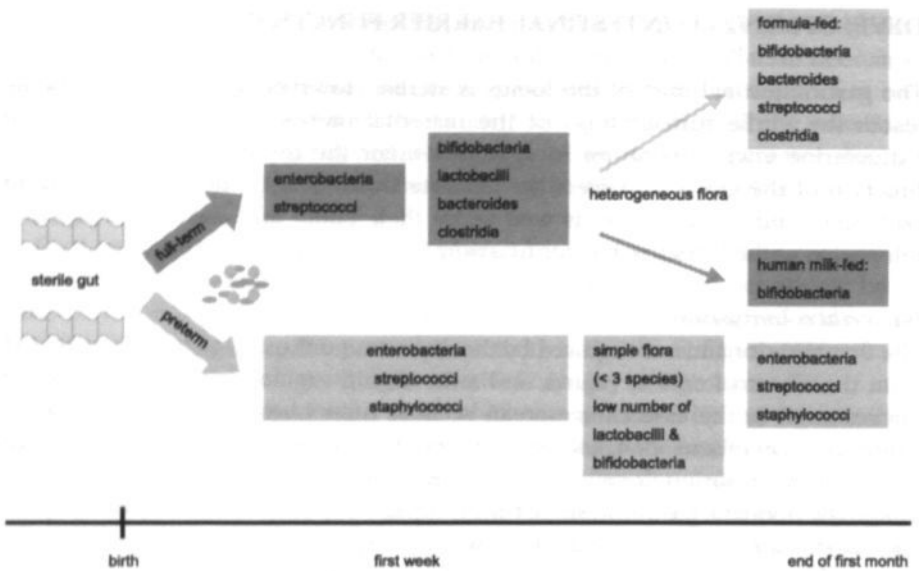 sterile gut
full-term
preterm
enterobacteria
streptococci
bifidobacteria
lactobacilli
bacteroides
clostridia
heterogeneous flora
formula-fed:
bifidobacteria
bacteroides
streptococci
clostridia
human milk-fed:
bifidobacteria
enterobacteria
streptococci
staphylococci
simple flora
(< 3 species)
low number of
lactobacilli &
bifidobacteria
enterobacteria
streptococci
staphylococci
birth
first week
end of first month